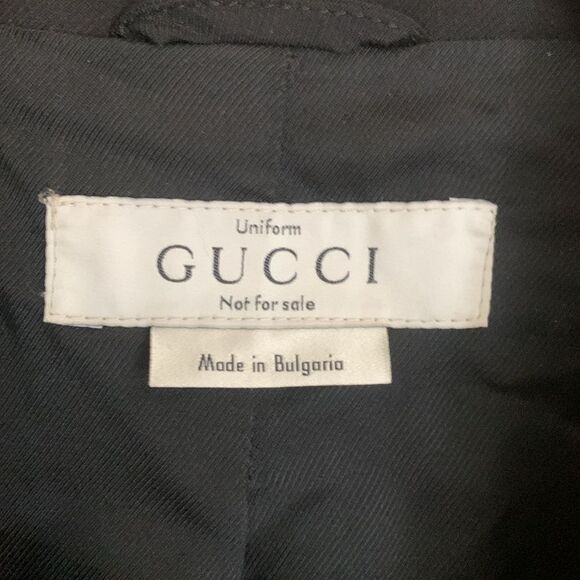 Uniform
GUCCI
Not for sale
Made in Bulgaria